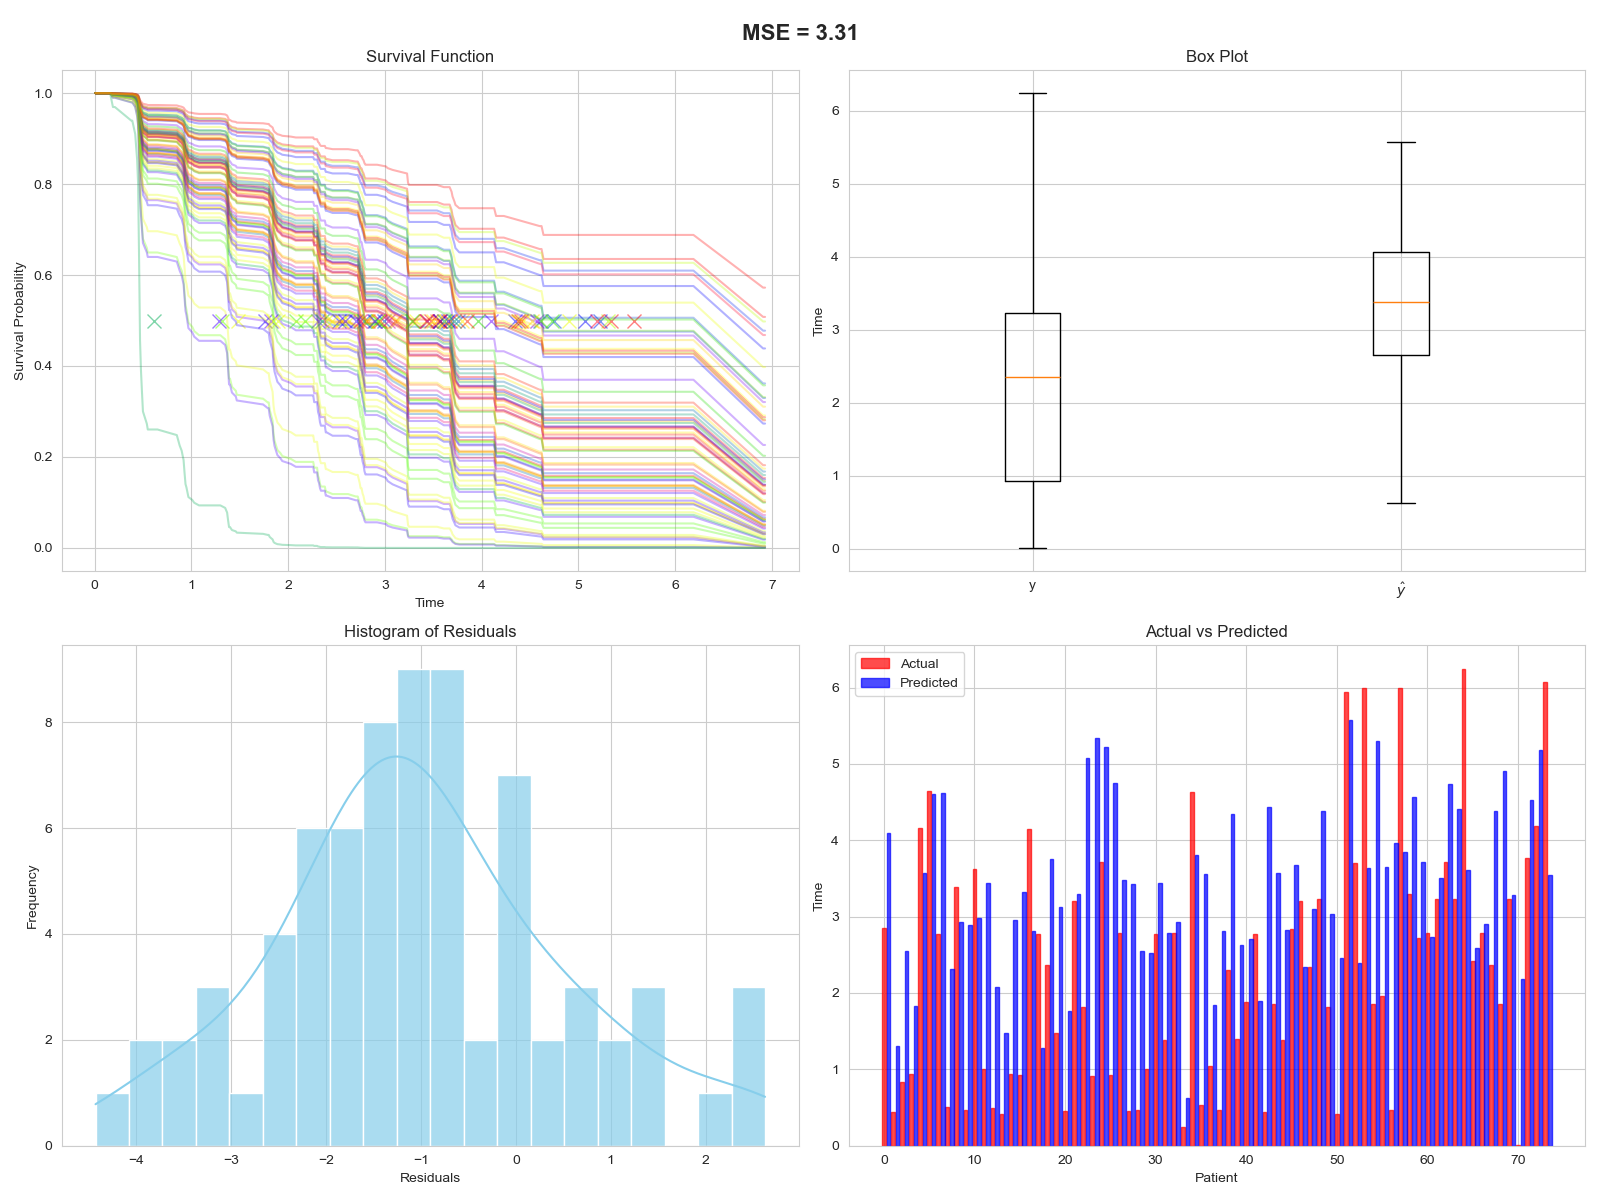 MSE = 3.31
Survival Function
Survival Probability
1.0
0.8
0.6
0.4
0.2
0.0
0 1 2 3 4 5 6 7
Time
Box Plot
Time
6
5
4
3
2
1
0
y ŷ
Histogram of Residuals
Frequency
8
6
4
2
0
−4 −3 −2 −1 0 1 2
Residuals
Actual vs Predicted
Actual
Predicted
Time
6
5
4
3
2
1
0
0 10 20 30 40 50 60 70
Patient